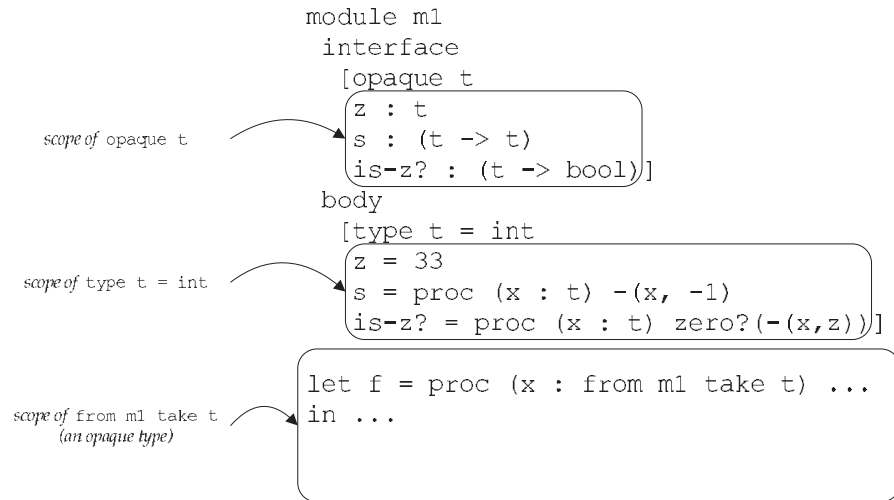 module m1
interface
[opaque t
z : t
s : (t -> t)
is-z? : (t -> bool)]
scope of opaque t
body
[type t = int
z = 33
s = proc (x : t) -(x, -1)
is-z? = proc (x : t) zero?(-(x,z))]
scope of type t = int
let f = proc (x : from m1 take t) ...
in ...
scope of from m1 take t
(an opaque type)